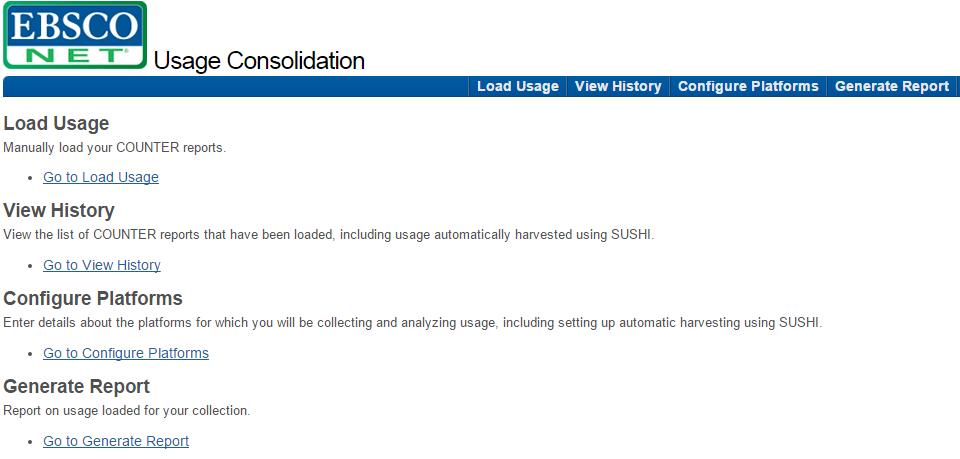 EBSCO
NET®
Usage Consolidation
Load Usage View History Configure Platforms Generate Report
Load Usage
Manually load your COUNTER reports.
• Go to Load Usage
View History
View the list of COUNTER reports that have been loaded, including usage automatically harvested using SUSHI.
• Go to View History
Configure Platforms
Enter details about the platforms for which you will be collecting and analyzing usage, including setting up automatic harvesting using SUSHI.
• Go to Configure Platforms
Generate Report
Report on usage loaded for your collection.
• Go to Generate Report